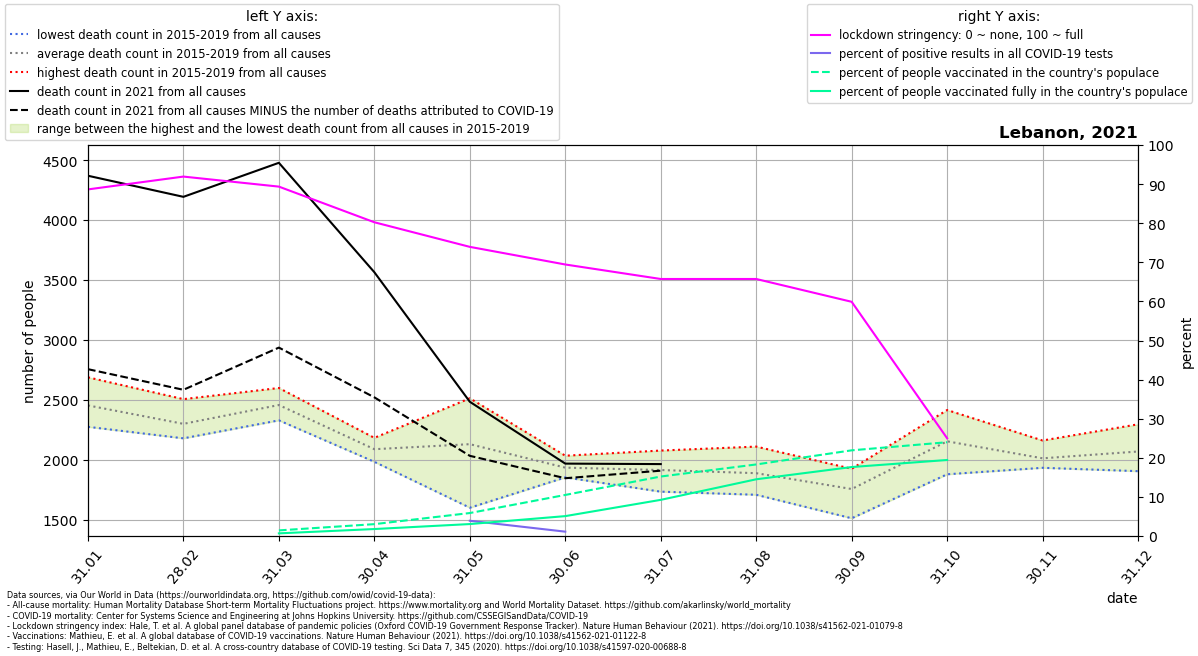 left Y axis:
lowest death count in 2015-2019 from all causes
average death count in 2015-2019 from all causes
highest death count in 2015-2019 from all causes
death count in 2021 from all causes
death count in 2021 from all causes MINUS the number of deaths attributed to COVID-19
range between the highest and the lowest death count from all causes in 2015-2019
right Y axis:
lockdown stringency: 0 ~ none, 100 ~ full
percent of positive results in all COVID-19 tests
percent of people vaccinated in the country's populace
percent of people vaccinated fully in the country's populace
Lebanon, 2021
number of people
4500
4000
3500
3000
2500
2000
1500
100
90
80
70
60
50
40
30
20
10
0
percent
31.01
28.02
31.03
30.04
31.05
30.06
31.07
31.08
30.09
31.10
30.11
31.12
date
Data sources, via Our World in Data (https://ourworldindata.org, https://github.com/owid/covid-19-data):
- All-cause mortality: Human Mortality Database Short-term Mortality Fluctuations project. https://www.mortality.org and World Mortality Dataset. https://github.com/akarlinsky/world_mortality
- COVID-19 mortality: Center for Systems Science and Engineering at Johns Hopkins University. https://github.com/CSSEGISandData/COVID-19
- Lockdown stringency index: Hale, T. et al. A global panel database of pandemic policies (Oxford COVID-19 Government Response Tracker). Nature Human Behaviour (2021). https://doi.org/10.1038/s41562-021-01079-8
- Vaccinations: Mathieu, E. et al. A global database of COVID-19 vaccinations. Nature Human Behaviour (2021). https://doi.org/10.1038/s41562-021-01122-8
- Testing: Hasell, J., Mathieu, E., Beltekian, D. et al. A cross-country database of COVID-19 testing. Sci Data 7, 345 (2020). https://doi.org/10.1038/s41597-020-00688-8